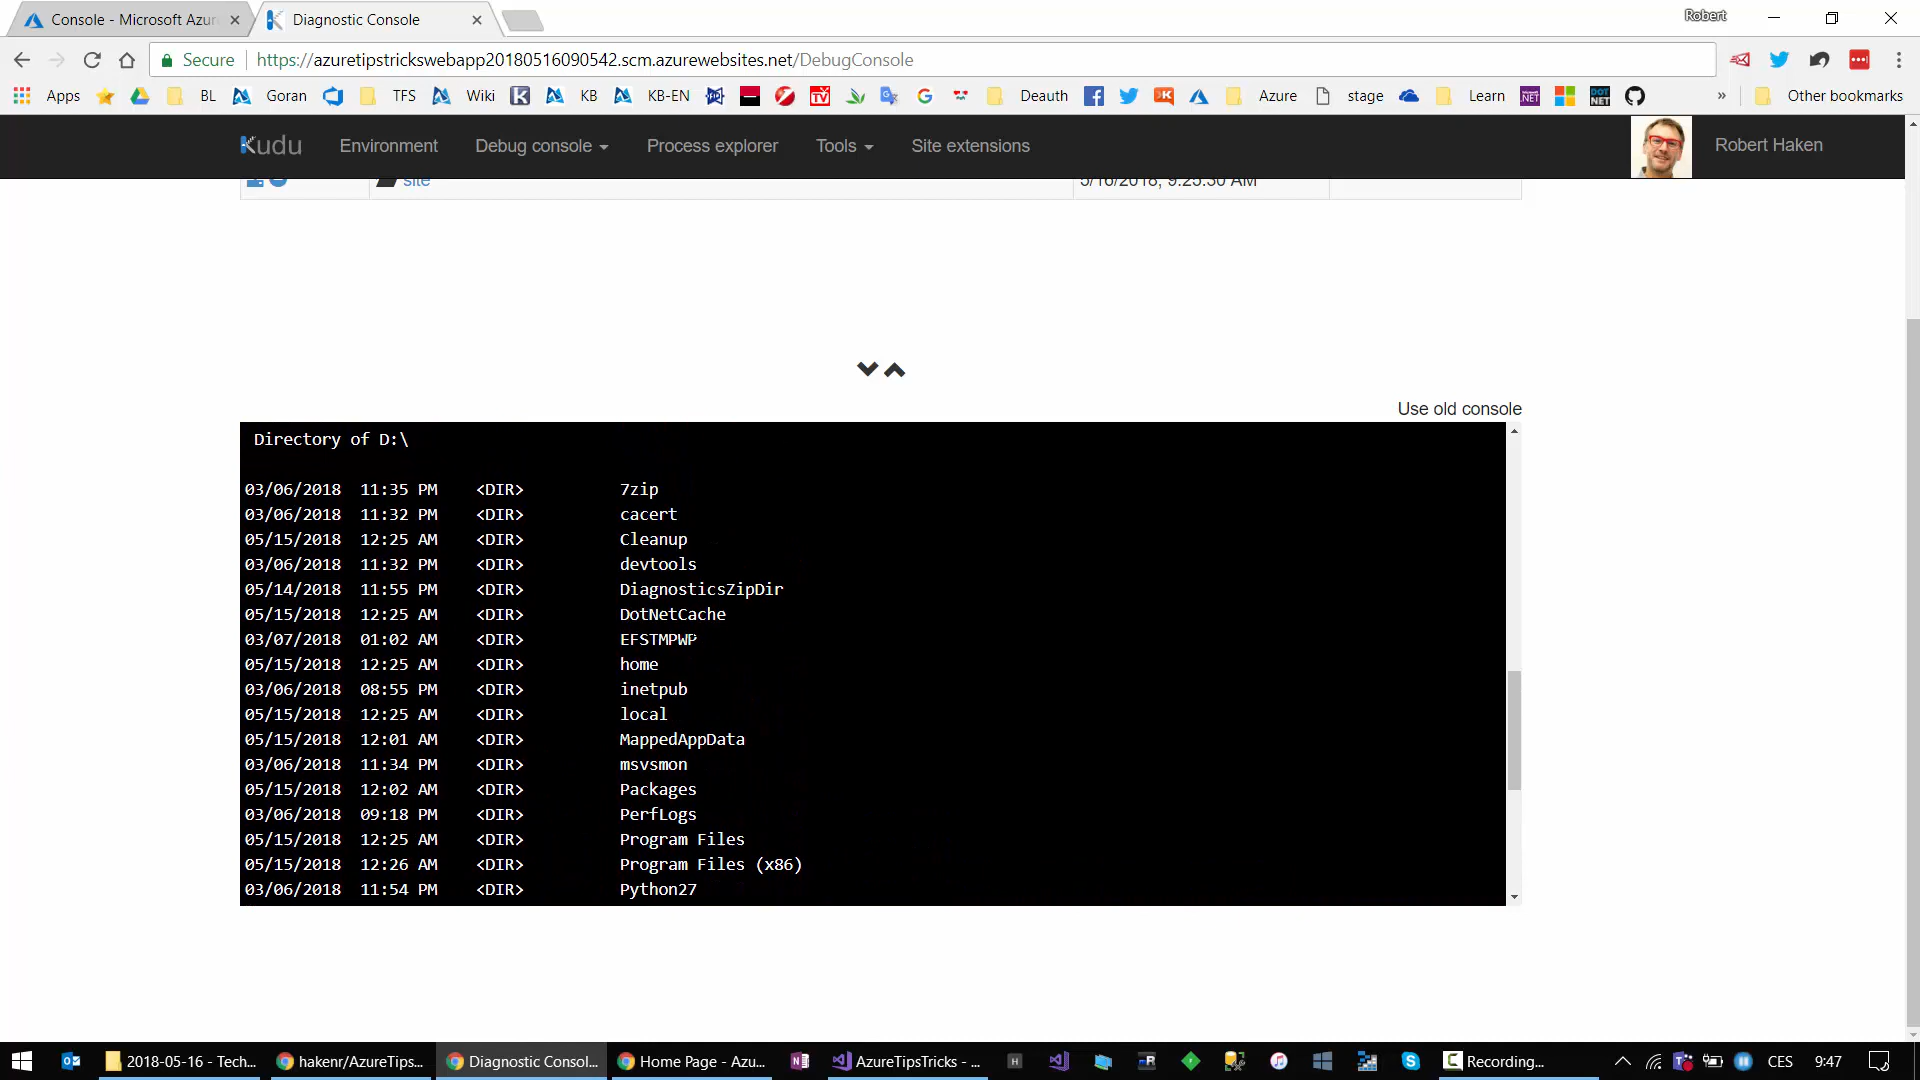 Console - Microsoft Azur
Diagnostic Console
Robert
Secure
https://azuretipstrickswebapp20180516090542.scm.azurewebsites.net/DebugConsole
Apps
BL
Goran
TFS
Wiki
KB
KB-EN
Deauth
Azure
stage
Learn
» Other bookmarks
Kudu
Environment
Debug console
Process explorer
Tools
Site extensions
Robert Haken
site
5/16/2018, 9:25:30 AM
Use old console
Directory of D:\
03/06/2018 11:35 PM <DIR> 7zip
03/06/2018 11:32 PM <DIR> cacert
05/15/2018 12:25 AM <DIR> Cleanup
03/06/2018 11:32 PM <DIR> devtools
05/14/2018 11:55 PM <DIR> DiagnosticsZipDir
05/15/2018 12:25 AM <DIR> DotNetCache
03/07/2018 01:02 AM <DIR> EFSTMPWP
05/15/2018 12:25 AM <DIR> home
03/06/2018 08:55 PM <DIR> inetpub
05/15/2018 12:25 AM <DIR> local
05/15/2018 12:01 AM <DIR> MappedAppData
03/06/2018 11:34 PM <DIR> msvsmon
05/15/2018 12:02 AM <DIR> Packages
03/06/2018 09:18 PM <DIR> PerfLogs
05/15/2018 12:25 AM <DIR> Program Files
05/15/2018 12:26 AM <DIR> Program Files (x86)
03/06/2018 11:54 PM <DIR> Python27
2018-05-16 - Tech...
hakenr/AzureTips...
Diagnostic Consol...
Home Page - Azu...
AzureTipsTricks - ...
Recording...
CES
9:47